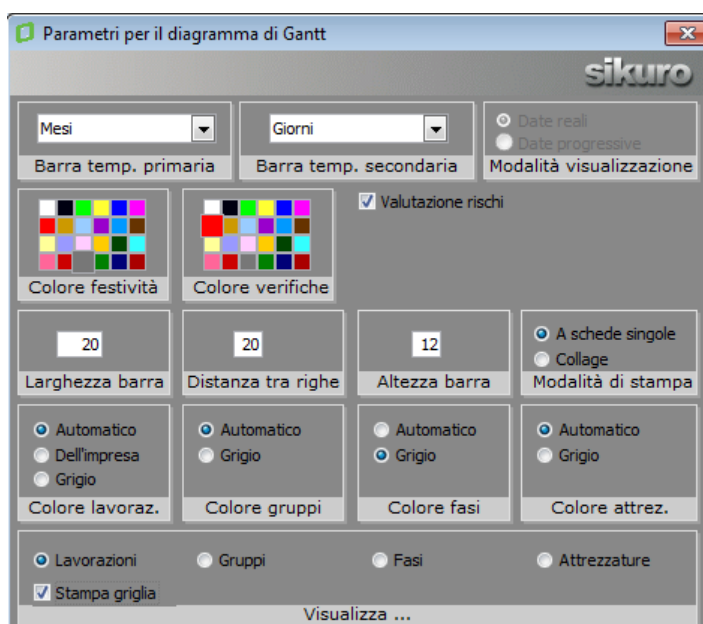 Parametri per il diagramma di Gantt
sikuro
Mesi
Giorni
Date reali
Date progressive
Barra temp. primaria
Barra temp. secondaria
Modalità visualizzazione
Valutazione rischi
Colore festività
Colore verifiche
20
20
12
A schede singole
Collage
Larghezza barra
Distanza tra righe
Altezza barra
Modalità di stampa
Automatico
Dell'impresa
Grigio
Automatico
Grigio
Automatico
Grigio
Automatico
Grigio
Colore lavoraz.
Colore gruppi
Colore fasi
Colore attrez.
Lavorazioni
Gruppi
Fasi
Attrezzature
Stampa griglia
Visualizza ...